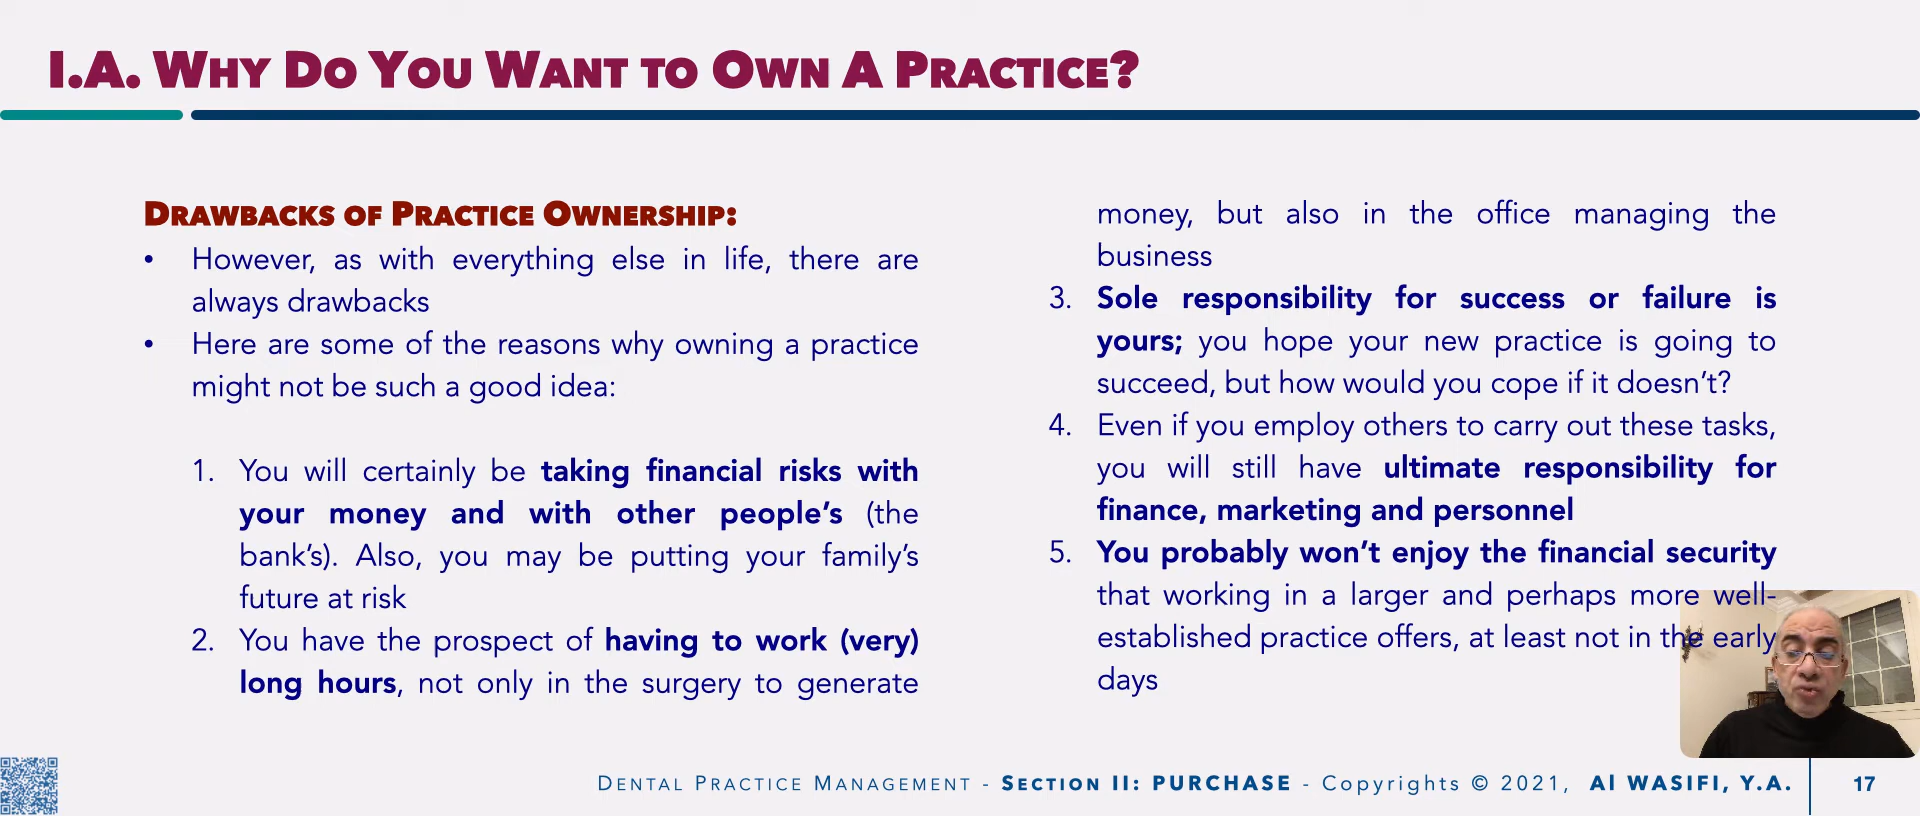 I.A. Why Do You Want to Own A Practice?
Drawbacks of Practice Ownership:
• However, as with everything else in life, there are
always drawbacks
• Here are some of the reasons why owning a practice
might not be such a good idea:
1. You will certainly be taking financial risks with
your money and with other people’s (the
bank’s). Also, you may be putting your family’s
future at risk
2. You have the prospect of having to work (very)
long hours, not only in the surgery to generate
money, but also in the office managing the
business
3. Sole responsibility for success or failure is
yours; you hope your new practice is going to
succeed, but how would you cope if it doesn’t?
4. Even if you employ others to carry out these tasks,
you will still have ultimate responsibility for
finance, marketing and personnel
5. You probably won’t enjoy the financial security
that working in a larger and perhaps more well-
established practice offers, at least not in the early
days
Dental Practice Management - Section II: PURCHASE - Copyrights © 2021, Al WASIFI, Y.A. 17